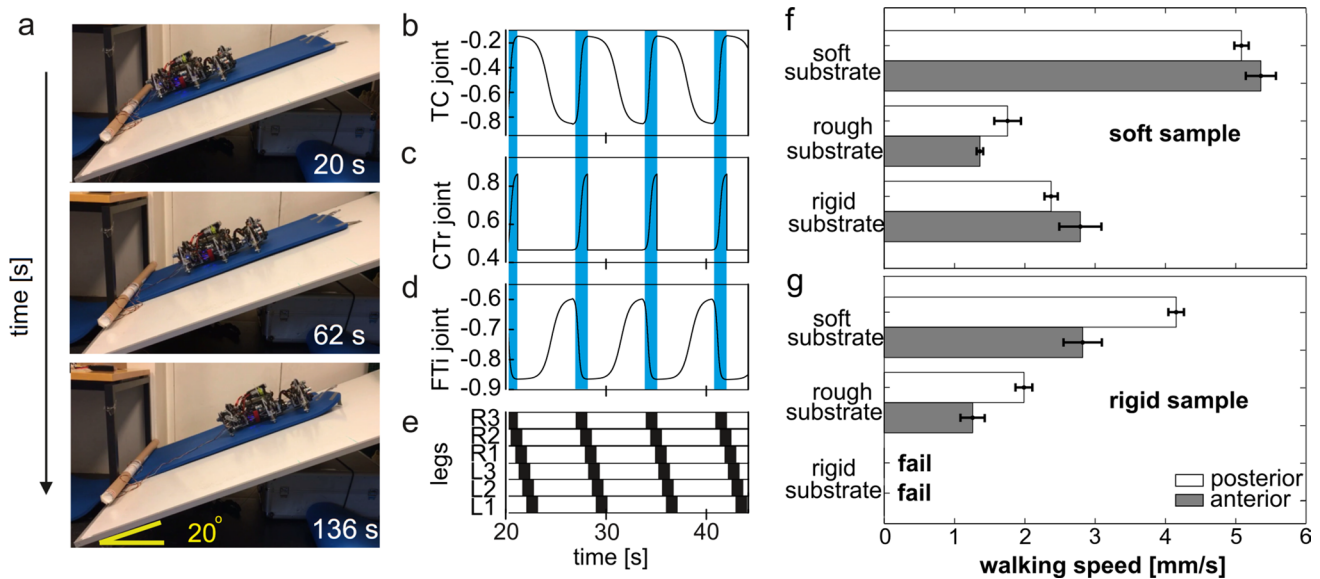 a
time [s]
20 s
62 s
136 s
20°
b
TC joint
-0.2
-0.4
-0.6
-0.8
30
c
CTr joint
0.8
0.6
0.4
d
FTi joint
-0.6
-0.7
-0.8
-0.9
e
legs
R3
R2
R1
L3
L2
L1
20
30
40
time [s]
f
soft
substrate
rough
substrate
rigid
substrate
soft sample
g
soft
substrate
rough
substrate
rigid
substrate
rigid sample
fail
fail
posterior
anterior
0
1
2
3
4
5
6
walking speed [mm/s]